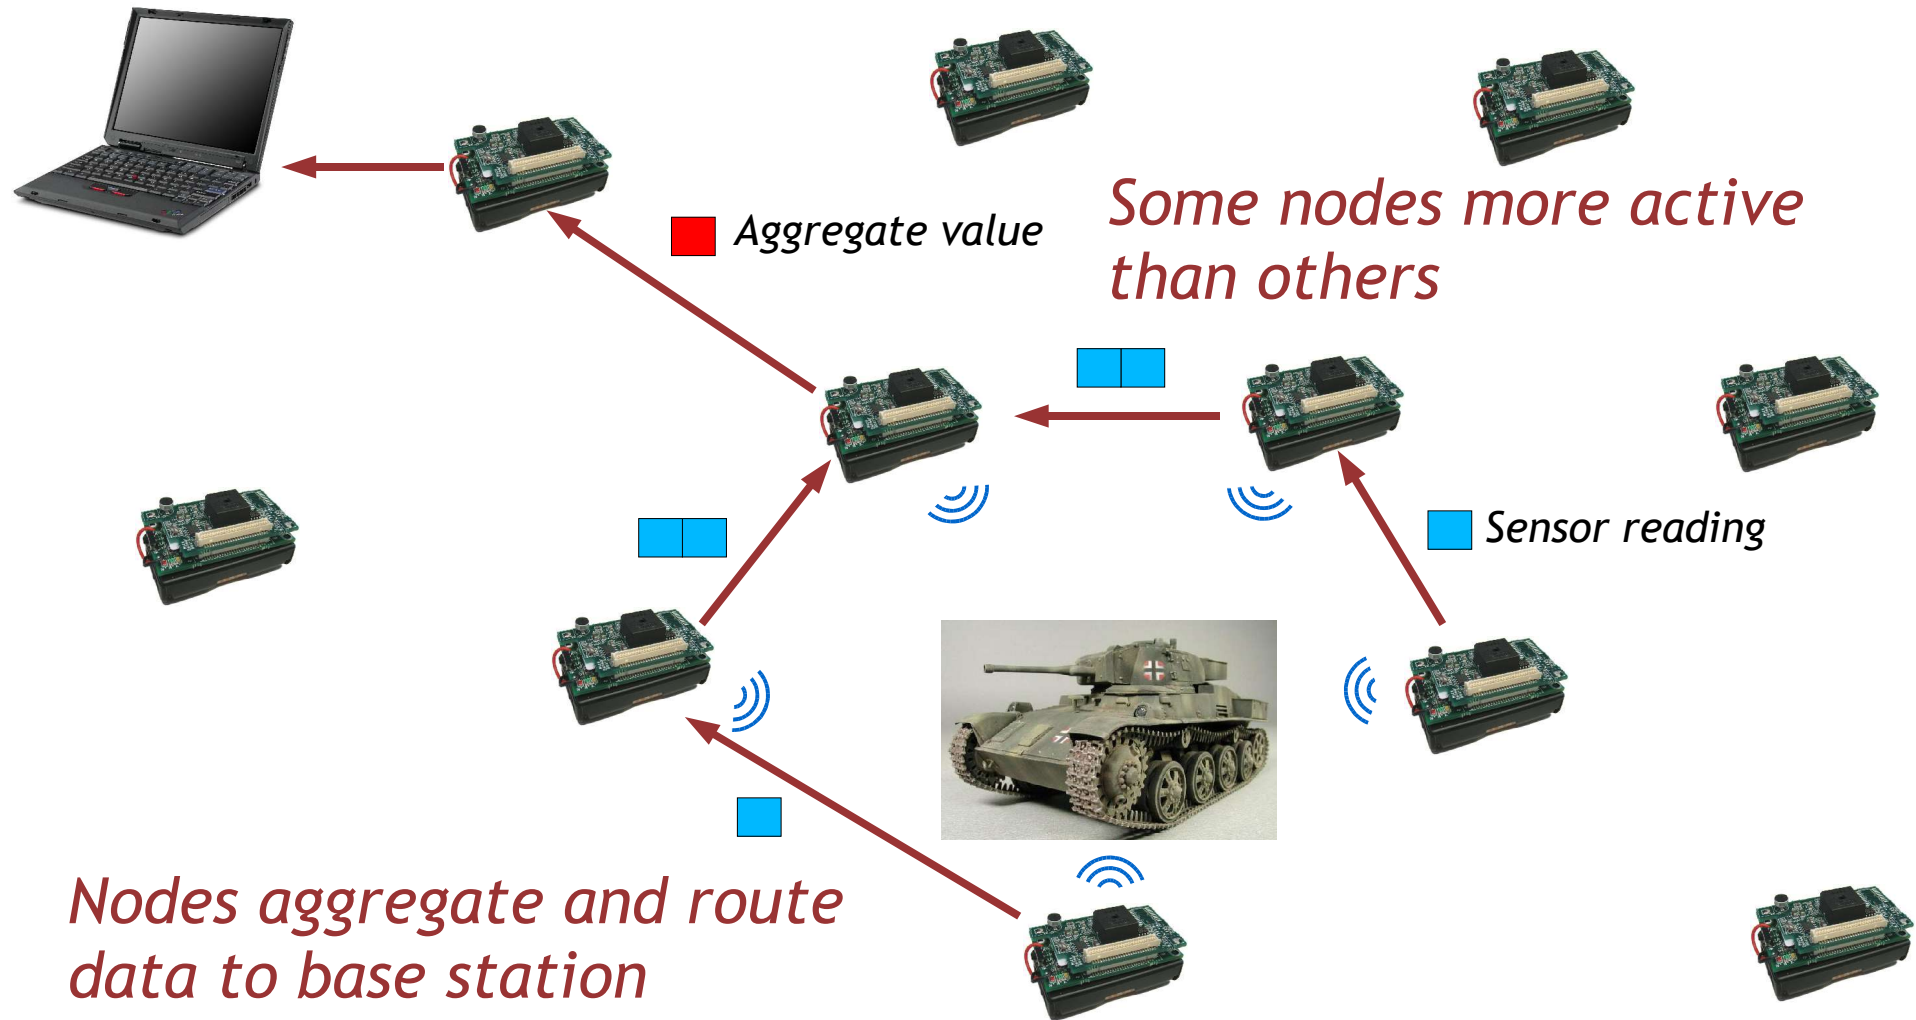 Aggregate value
Some nodes more active
than others
Sensor reading
Nodes aggregate and route
data to base station